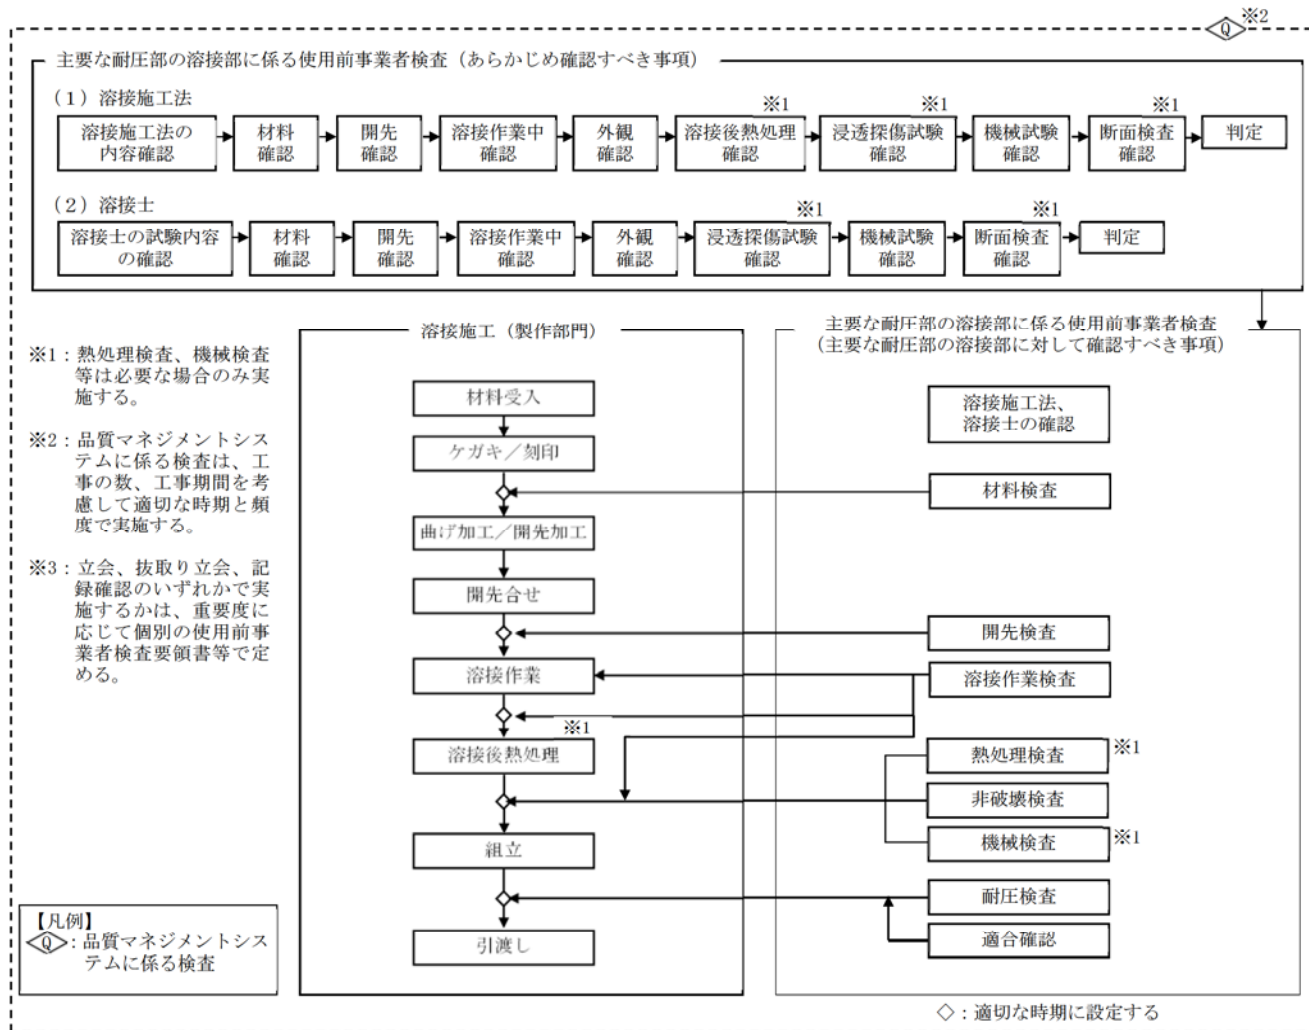 Q ※2
主要な耐圧部の溶接部に係る使用前事業者検査（あらかじめ確認すべき事項）
（１）溶接施工法
※1
※1
※1
溶接施工法の
内容確認
材料
確認
開先
確認
溶接作業中
確認
外観
確認
溶接後熱処理
確認
浸透探傷試験
確認
機械試験
確認
断面検査
確認
判定
（２）溶接士
※1
※1
溶接士の試験内容
の確認
材料
確認
開先
確認
溶接作業中
確認
外観
確認
浸透探傷試験
確認
機械試験
確認
断面検査
確認
判定
※1：熱処理検査、機械検査
等は必要な場合のみ実
施する。
※2：品質マネジメントシス
テムに係る検査は、工
事の数、工事期間を考
慮して適切な時期と頻
度で実施する。
※3：立会、抜取り立会、記
録確認のいずれかで実
施するかは、重要度に
応じて個別の使用前事
業者検査要領書等で定
める。
【凡例】
Q：品質マネジメントシス
テムに係る検査
溶接施工（製作部門）
材料受入
ケガキ／刻印
曲げ加工／開先加工
開先合せ
溶接作業
※1
溶接後熱処理
組立
引渡し
主要な耐圧部の溶接部に係る使用前事業者検査
（主要な耐圧部の溶接部に対して確認すべき事項）
溶接施工法、
溶接士の確認
材料検査
開先検査
溶接作業検査
熱処理検査 ※1
非破壊検査
機械検査 ※1
耐圧検査
適合確認
◇：適切な時期に設定する